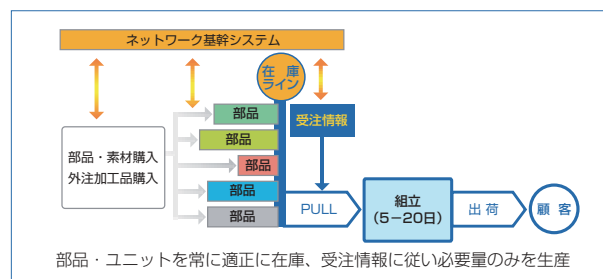 ネットワーク基幹システム
在 庫
ライン
部品
受注情報
部品
部品・素材購入
外注加工品購入
部品
部品
部品
PULL
組立
(5−20日)
出 荷
顧 客
部品・ユニットを常に適正に在庫、受注情報に従い必要量のみを生産